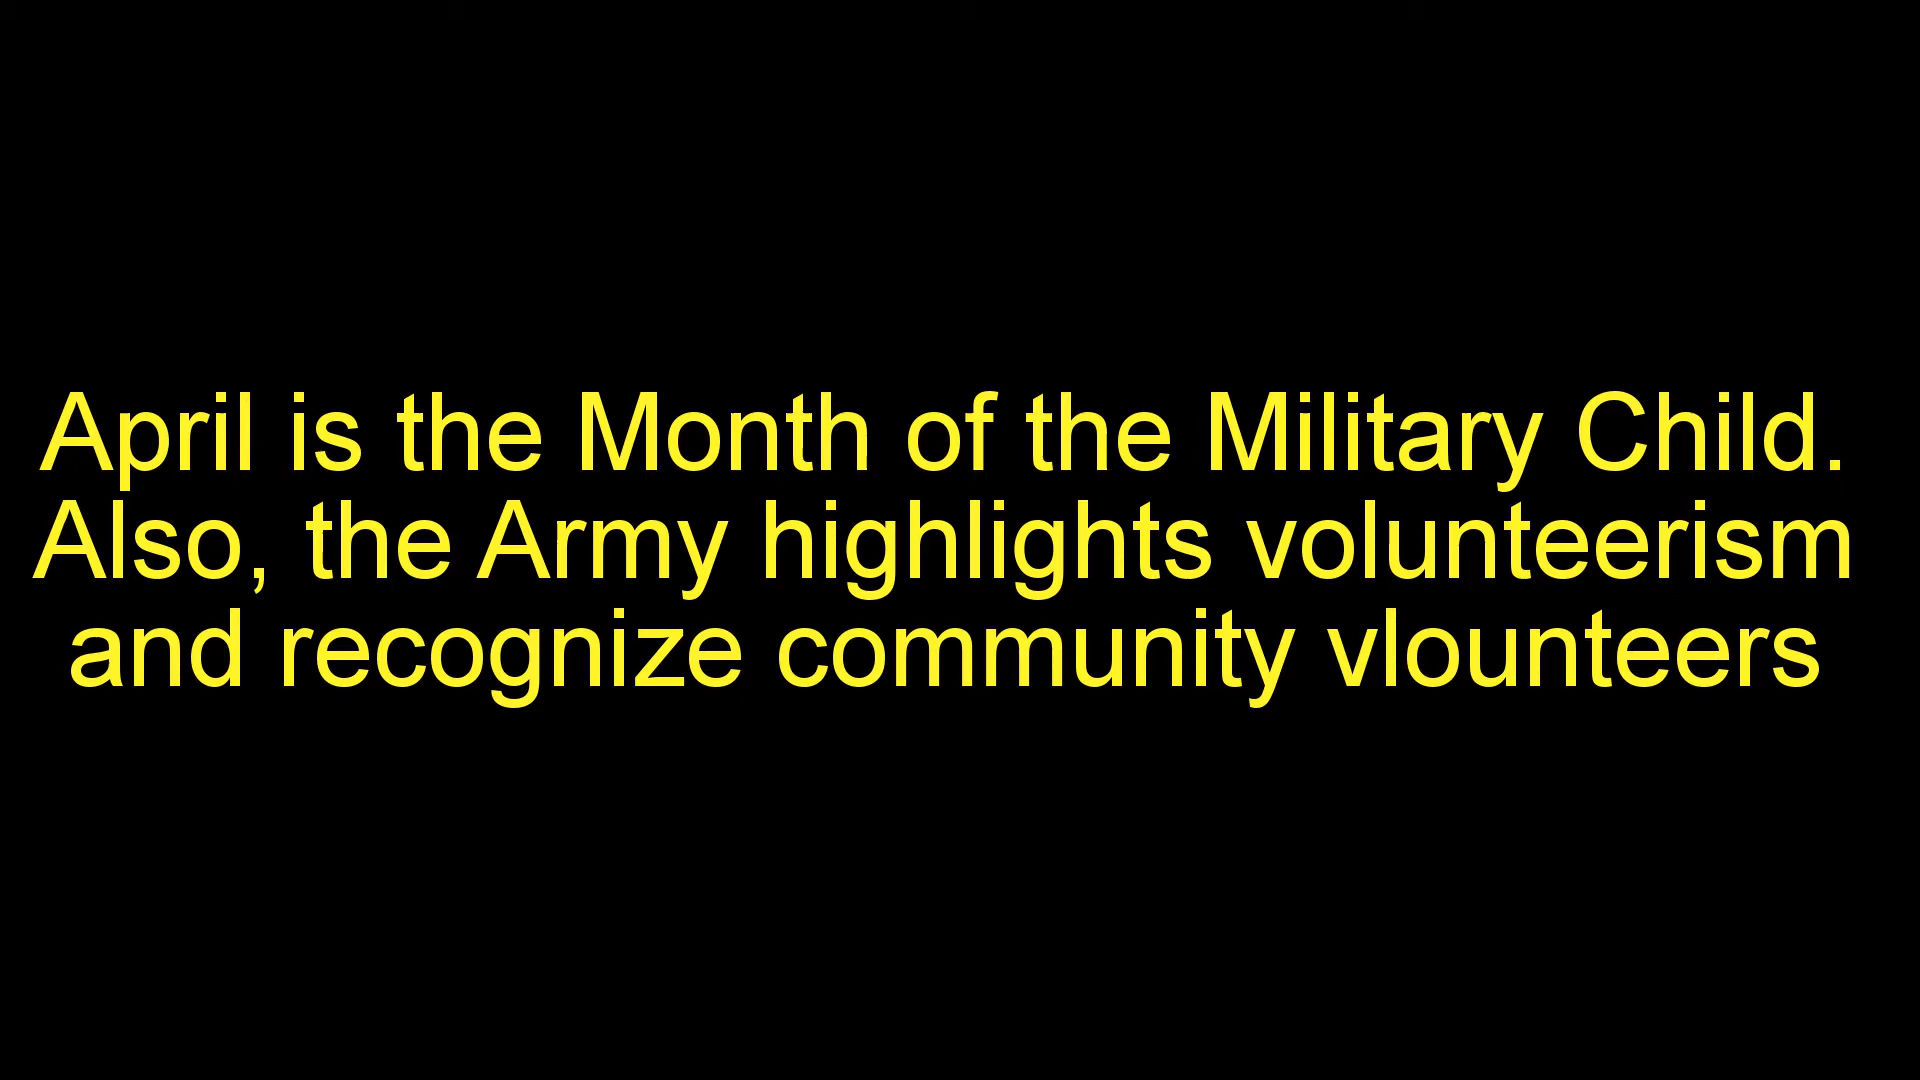 April is the Month of the Military Child.
Also, the Army highlights volunteerism
and recognize community vlounteers